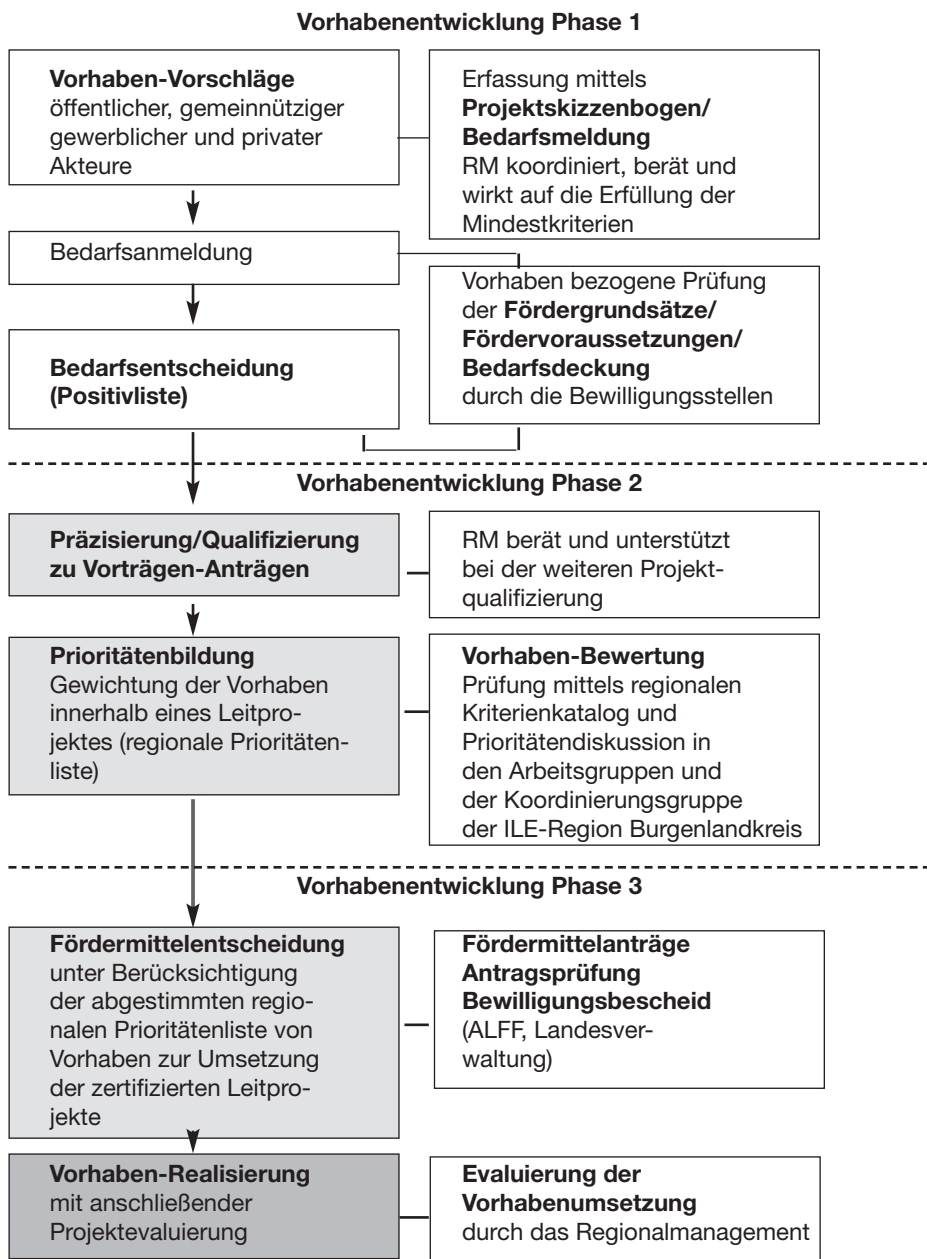 Vorhabenentwicklung Phase 1
Vorhaben-Vorschläge
öffentlicher, gemeinnütziger
gewerblicher und privater
Akteure
Erfassung mittels
Projektskizzenbogen/
Bedarfsmeldung
RM koordiniert, berät und
wirkt auf die Erfüllung der
Mindestkriterien
Bedarfsanmeldung
Vorhaben bezogene Prüfung
der Fördergrundsätze/
Fördervoraussetzungen/
Bedarfsdeckung
durch die Bewilligungsstellen
Bedarfsentscheidung
(Positivliste)
Vorhabenentwicklung Phase 2
Präzisierung/Qualifizierung
zu Vorträgen-Anträgen
RM berät und unterstützt
bei der weiteren Projekt-
qualifizierung
Prioritätenbildung
Gewichtung der Vorhaben
innerhalb eines Leitpro-
jektes (regionale Prioritäten-
liste)
Vorhaben-Bewertung
Prüfung mittels regionalen
Kriterienkatalog und
Prioritätendiskussion in
den Arbeitsgruppen und
der Koordinierungsgruppe
der ILE-Region Burgenlandkreis
Vorhabenentwicklung Phase 3
Fördermittelentscheidung
unter Berücksichtigung
der abgestimmten regio-
nalen Prioritätenliste von
Vorhaben zur Umsetzung
der zertifizierten Leitpro-
jekte
Fördermittelanträge
Antragsprüfung
Bewilligungsbescheid
(ALFF, Landesver-
waltung)
Vorhaben-Realisierung
mit anschließender
Projektevaluierung
Evaluierung der
Vorhabenumsetzung
durch das Regionalmanagement